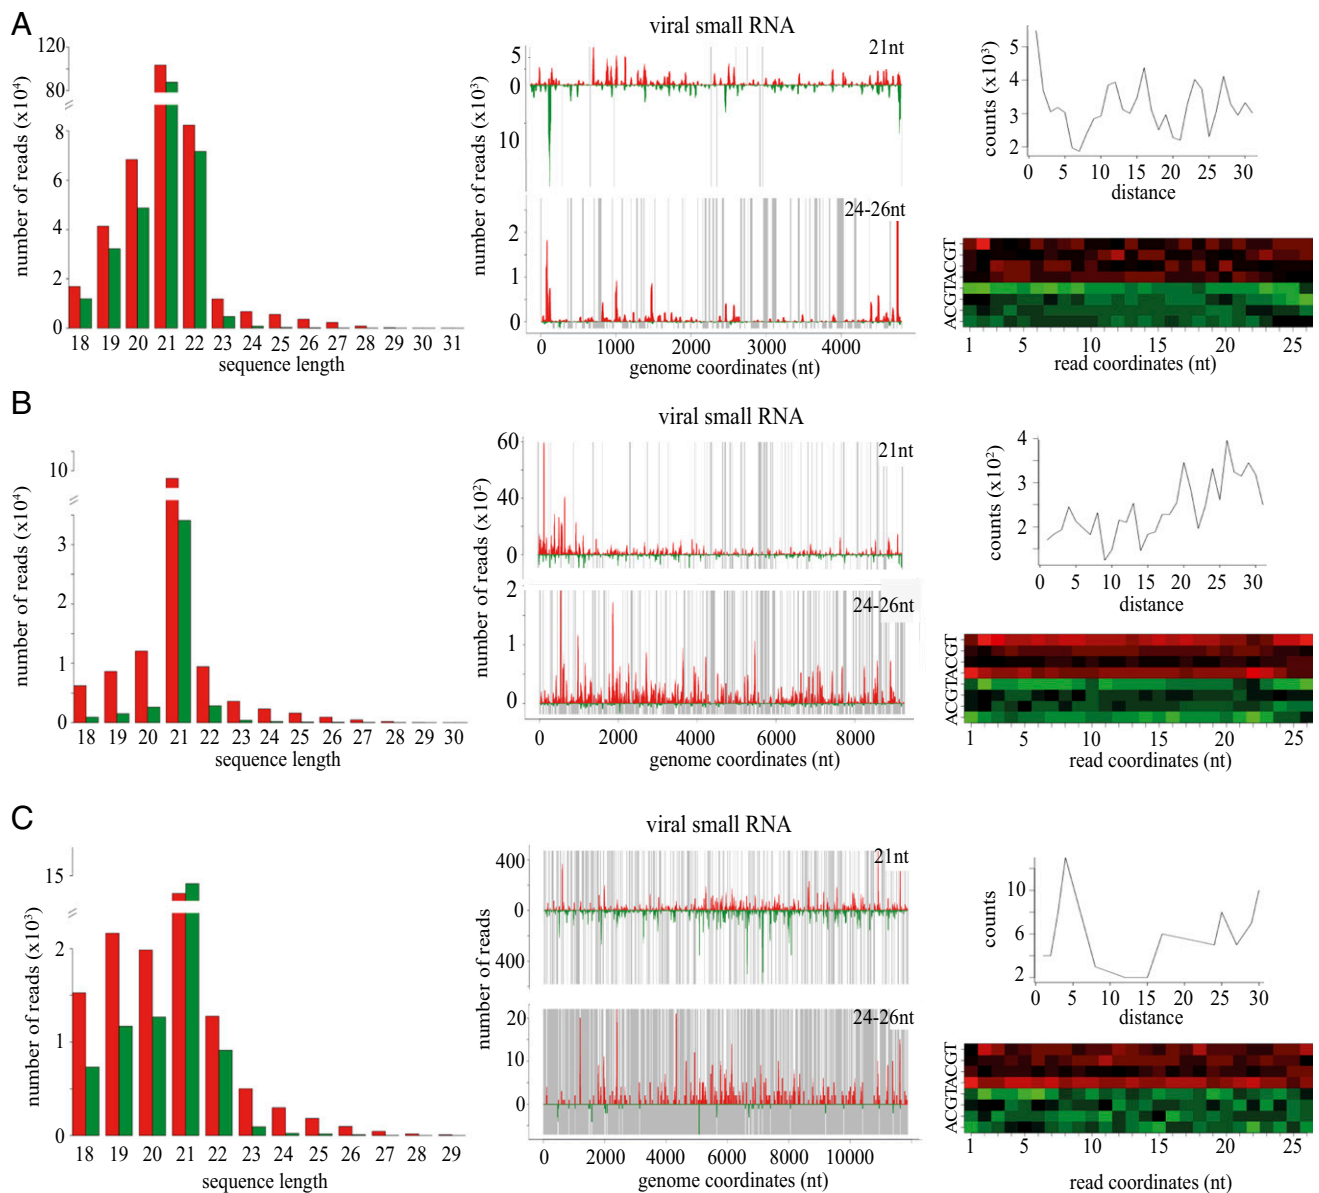 A
number of reads (x10⁴)
120
80
8
6
4
2
0
18 19 20 21 22 23 24 25 26 27 28 29 30 31
sequence length
viral small RNA
21nt
number of reads (x10³)
5
0
10
24-26nt
2
1
0
0 1000 2000 3000 4000
genome coordinates (nt)
counts (x10³)
5
4
3
2
0 5 10 15 20 25 30
distance
ACGTACGT
1 5 10 15 20 25
read coordinates (nt)
B
number of reads (x10⁴)
10
3
2
1
0
18 19 20 21 22 23 24 25 26 27 28 29 30
sequence length
viral small RNA
21nt
number of reads (x10²)
60
40
0
24-26nt
2
1
0
0 2000 4000 6000 8000
genome coordinates (nt)
counts (x10²)
4
3
2
0 5 10 15 20 25 30
distance
ACGTACGT
1 5 10 15 20 25
read coordinates (nt)
C
number of reads (x10³)
15
2
1
0
18 19 20 21 22 23 24 25 26 27 28 29
sequence length
viral small RNA
21nt
number of reads
400
0
400
24-26nt
20
10
0
0 2000 4000 6000 8000 10000
genome coordinates (nt)
counts
10
6
2
0 5 10 15 20 25 30
distance
ACGTACGT
1 5 10 15 20 25
read coordinates (nt)